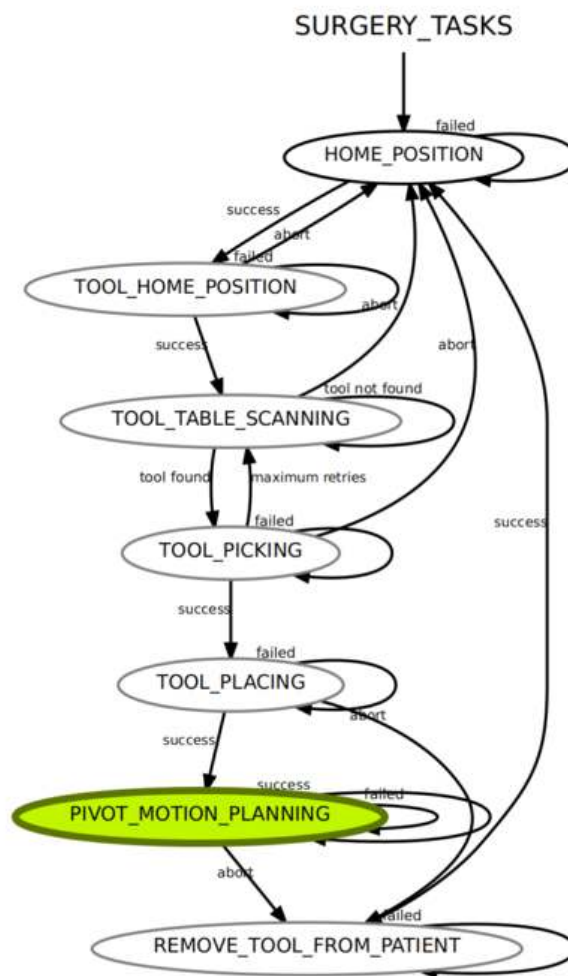 SURGERY_TASKS
failed
HOME_POSITION
success
abort
failed
TOOL_HOME_POSITION
abort
success
abort
tool not found
TOOL_TABLE_SCANNING
tool found
maximum retries
success
failed
TOOL_PICKING
success
failed
TOOL_PLACING
abort
success
success
failed
PIVOT_MOTION_PLANNING
abort
failed
REMOVE_TOOL_FROM_PATIENT